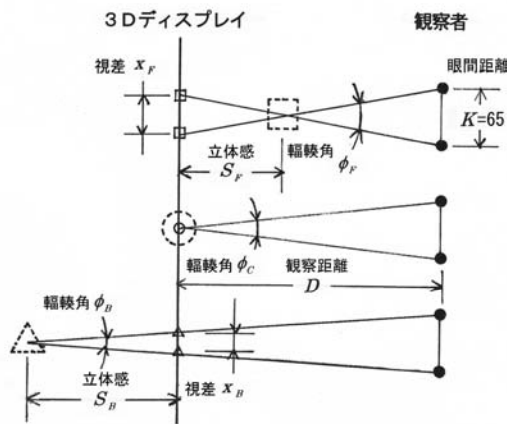 3Dディスプレイ
観察者
視差 x_F
眼間距離
K=65
立体感
S_F
輻輳角
φ_F
輻輳角 φ_C
観察距離
D
輻輳角 φ_B
立体感
S_B
視差 x_B